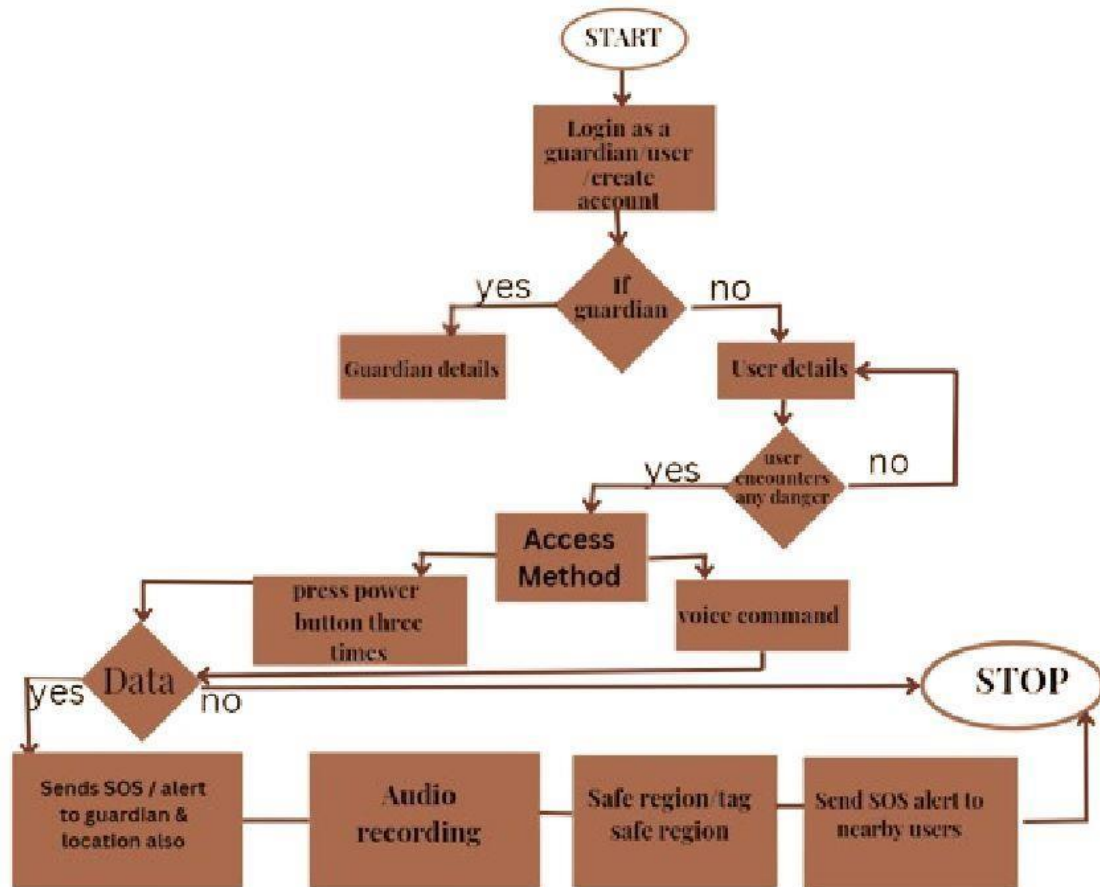 START
Login as a
guardian/user
/create
account
If
guardian
yes
no
Guardian details
User details
user
encounters
any danger
yes
no
Access
Method
press power
button three
times
voice command
Data
yes
no
STOP
Sends SOS / alert
to guardian &
location also
Audio
recording
Safe region/tag
safe region
Send SOS alert to
nearby users